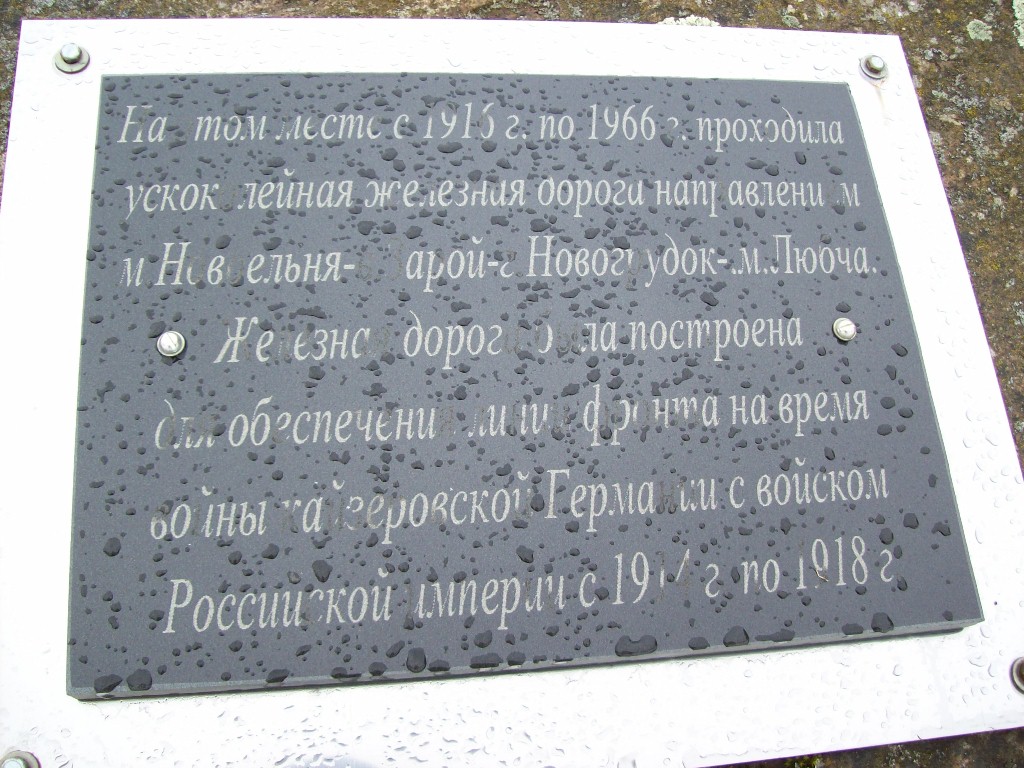 На этом месте с 1916 г. по 1966 г. проходила
ускоколейная железная дорога направлением
м Новоельня- -г Новогрудок-.м.Любча.
Железная дорога была построена
для обеспечения линии фронта на время
войны кайзеровской Германии с войском
Российской империи с 1914 г по 1918 г